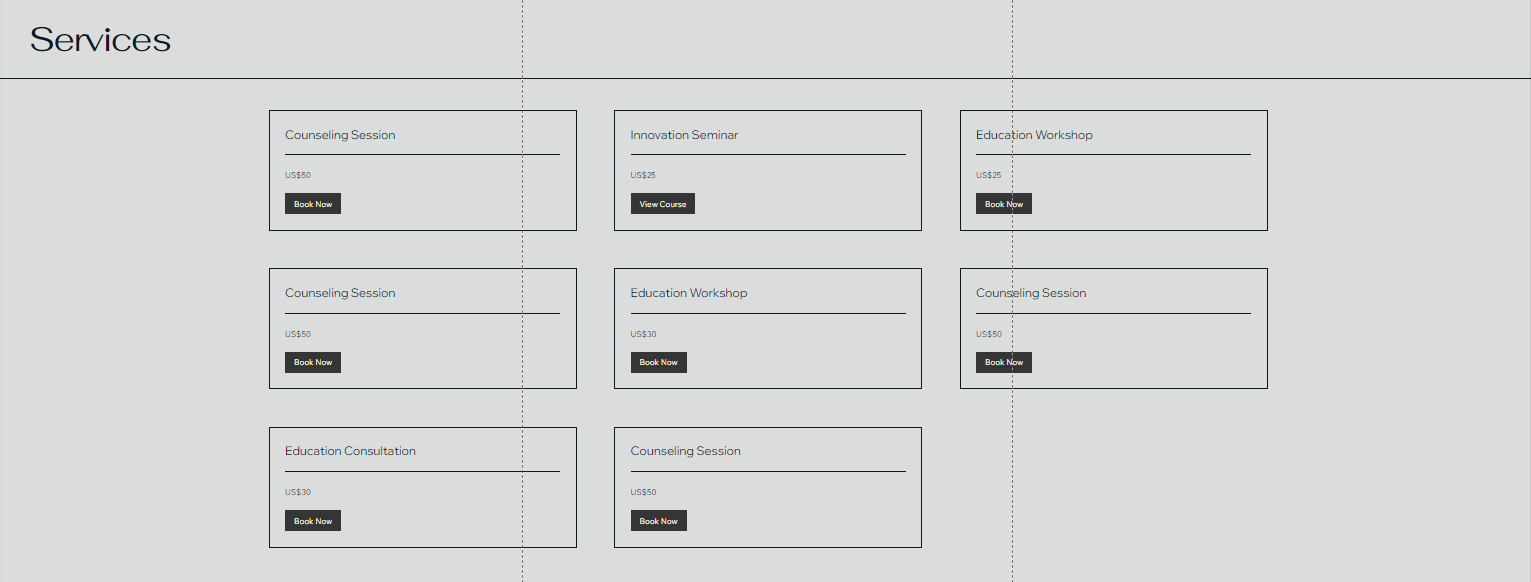 Services
Counseling Session
US$50
Book Now
Innovation Seminar
US$25
View Course
Education Workshop
US$25
Book Now
Counseling Session
US$50
Book Now
Education Workshop
US$30
Book Now
Counseling Session
US$50
Book Now
Education Consultation
US$30
Book Now
Counseling Session
US$50
Book Now